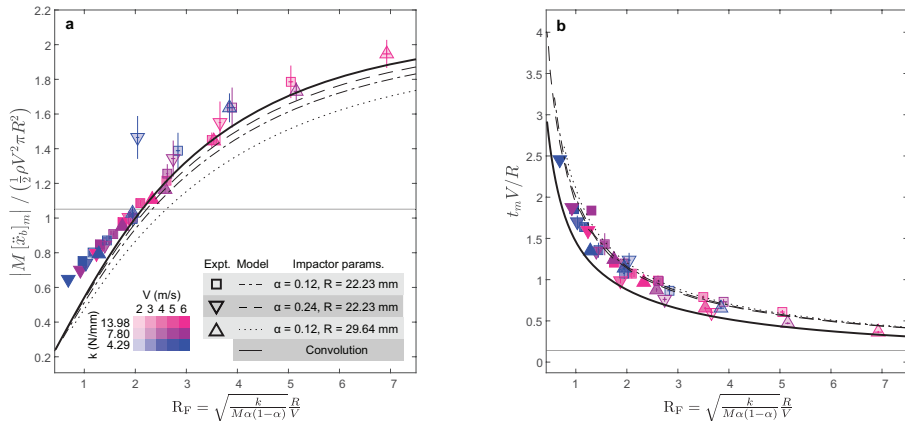 a
|M [ẍ_b]_m| / (½ρV²πR²)
2.2
2
1.8
1.6
1.4
1.2
1
0.8
0.6
0.4
0.2
V (m/s)
2 3 4 5 6
k (N/mm)
13.98
7.80
4.29
Expt. Model Impactor params.
α = 0.12, R = 22.23 mm
α = 0.24, R = 22.23 mm
α = 0.12, R = 29.64 mm
Convolution
1 2 3 4 5 6 7
R_F = √(k / Mα(1−α)) R/V
b
t_m V/R
4
3.5
3
2.5
2
1.5
1
0.5
0
1 2 3 4 5 6 7
R_F = √(k / Mα(1−α)) R/V